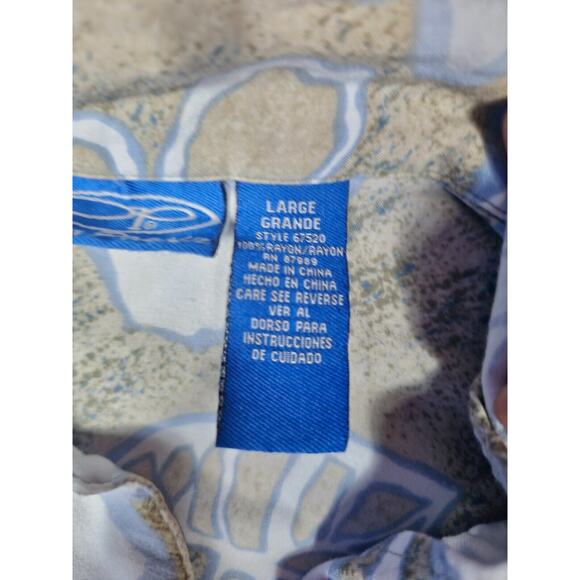 LARGE
GRANDE
STYLE 67520
100% RAYON/RAYON
RN 87989
MADE IN CHINA
HECHO EN CHINA
CARE SEE REVERSE
VER AL
DORSO PARA
INSTRUCCIONES
DE CUIDADO